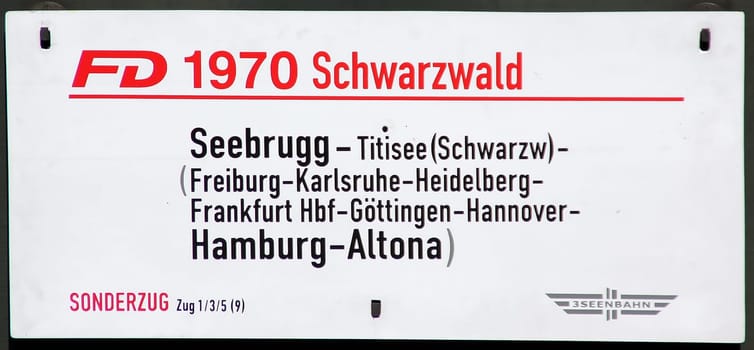 FD 1970 Schwarzwald
Seebrugg – Titisee (Schwarzw) –
(Freiburg–Karlsruhe–Heidelberg–
Frankfurt Hbf–Göttingen–Hannover–
Hamburg–Altona)
SONDERZUG Zug 1/3/5 (9)
3SEENBAHN